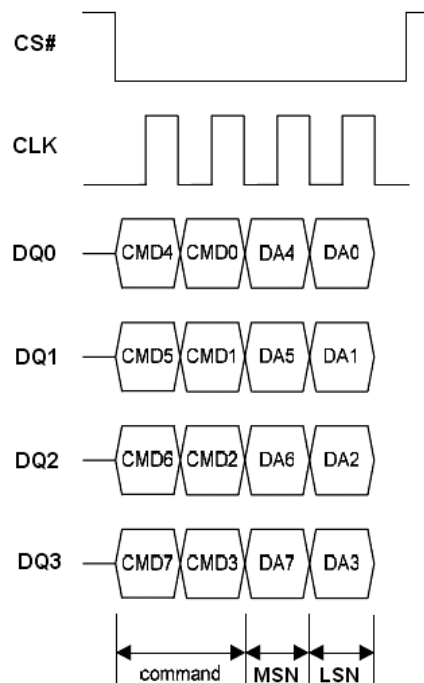 CS#
CLK
DQ0 CMD4 CMD0 DA4 DA0
DQ1 CMD5 CMD1 DA5 DA1
DQ2 CMD6 CMD2 DA6 DA2
DQ3 CMD7 CMD3 DA7 DA3
command MSN LSN